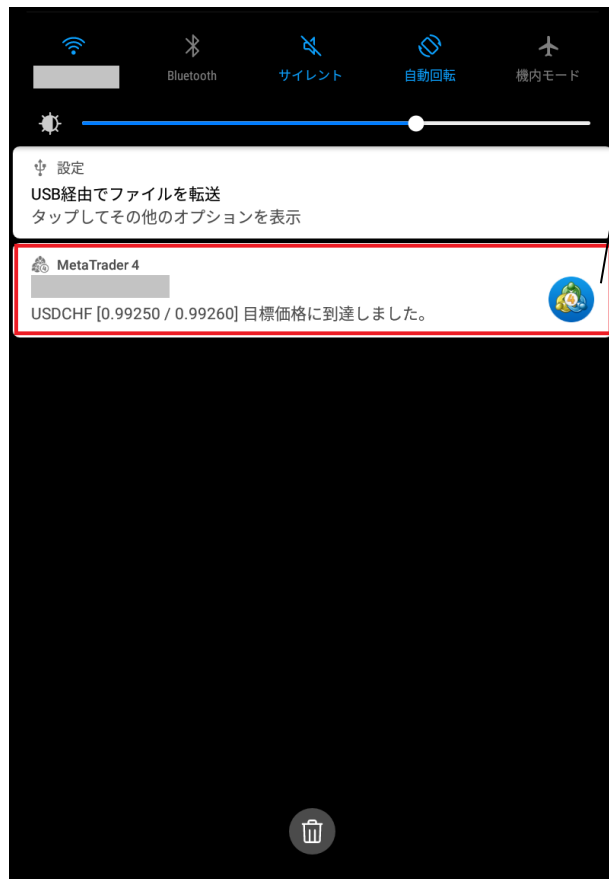 Bluetooth
サイレント
自動回転
機内モード
設定
USB経由でファイルを転送
タップしてその他のオプションを表示
MetaTrader 4
USDCHF [0.99250 / 0.99260] 目標価格に到達しました。